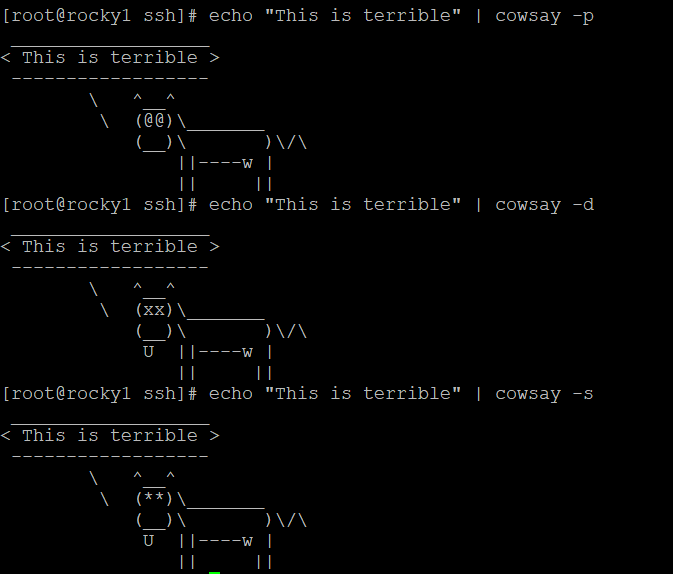 [root@rocky1 ssh]# echo "This is terrible" | cowsay -p
 __________________
< This is terrible >
 ------------------
        \   ^__^
         \  (@@)\_______
            (__)\       )\/\
                ||----w |
                ||     ||
[root@rocky1 ssh]# echo "This is terrible" | cowsay -d
 __________________
< This is terrible >
 ------------------
        \   ^__^
         \  (xx)\_______
            (__)\       )\/\
             U  ||----w |
                ||     ||
[root@rocky1 ssh]# echo "This is terrible" | cowsay -s
 __________________
< This is terrible >
 ------------------
        \   ^__^
         \  (**)\_______
            (__)\       )\/\
             U  ||----w |
                ||     ||